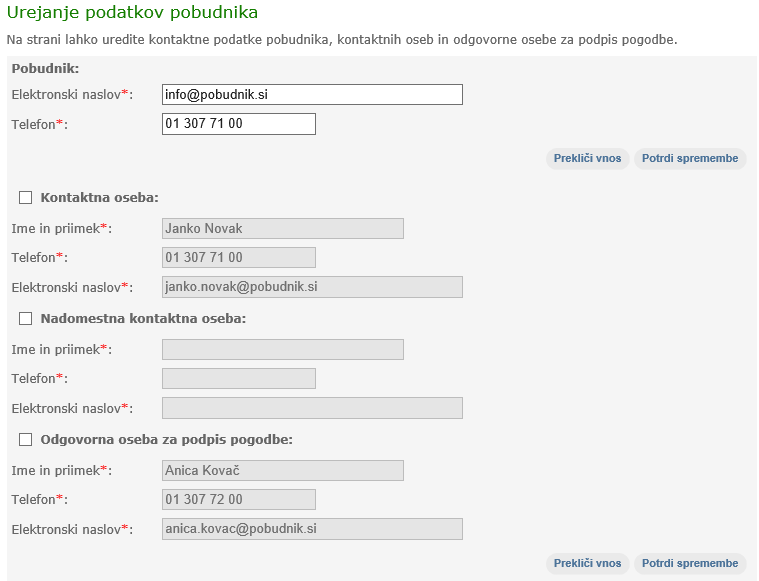 Urejanje podatkov pobudnika
Na strani lahko uredite kontaktne podatke pobudnika, kontaktnih oseb in odgovorne osebe za podpis pogodbe.
Pobudnik:
Elektronski naslov*: info@pobudnik.si
Telefon*: 01 307 71 00
Prekliči vnos Potrdi spremembe
Kontaktna oseba:
Ime in priimek*: Janko Novak
Telefon*: 01 307 71 00
Elektronski naslov*: janko.novak@pobudnik.si
Nadomestna kontaktna oseba:
Ime in priimek*:
Telefon*:
Elektronski naslov*:
Odgovorna oseba za podpis pogodbe:
Ime in priimek*: Anica Kovač
Telefon*: 01 307 72 00
Elektronski naslov*: anica.kovac@pobudnik.si
Prekliči vnos Potrdi spremembe